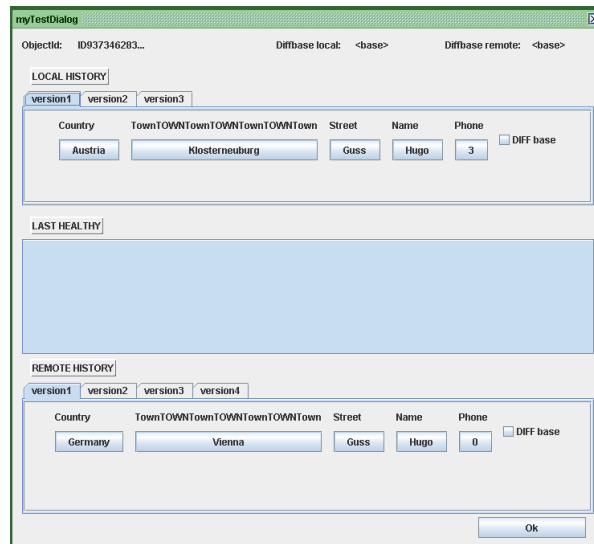 myTestDialog
ObjectId: ID937346283... Diffbase local: <base> Diffbase remote: <base>
LOCAL HISTORY
version1 version2 version3
Country TownTOWNTownTOWNTownTOWNTown Street Name Phone
Austria Klosterneuburg Guss Hugo 3 DIFF base
LAST HEALTHY
REMOTE HISTORY
version1 version2 version3 version4
Country TownTOWNTownTOWNTownTOWNTown Street Name Phone
Germany Vienna Guss Hugo 0 DIFF base
Ok